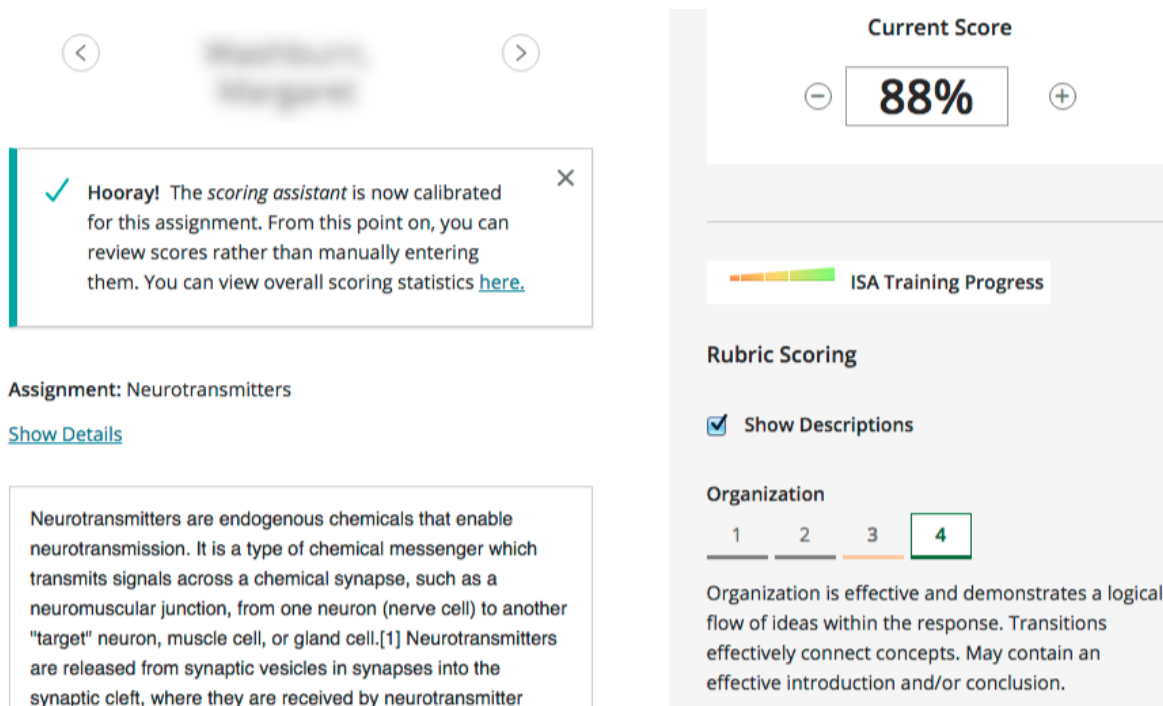 Hooray! The scoring assistant is now calibrated
for this assignment. From this point on, you can
review scores rather than manually entering
them. You can view overall scoring statistics here.
Assignment: Neurotransmitters
Show Details
Neurotransmitters are endogenous chemicals that enable
neurotransmission. It is a type of chemical messenger which
transmits signals across a chemical synapse, such as a
neuromuscular junction, from one neuron (nerve cell) to another
"target" neuron, muscle cell, or gland cell.[1] Neurotransmitters
are released from synaptic vesicles in synapses into the
synaptic cleft, where they are received by neurotransmitter
Current Score
88%
ISA Training Progress
Rubric Scoring
Show Descriptions
Organization
1 2 3 4
Organization is effective and demonstrates a logical
flow of ideas within the response. Transitions
effectively connect concepts. May contain an
effective introduction and/or conclusion.